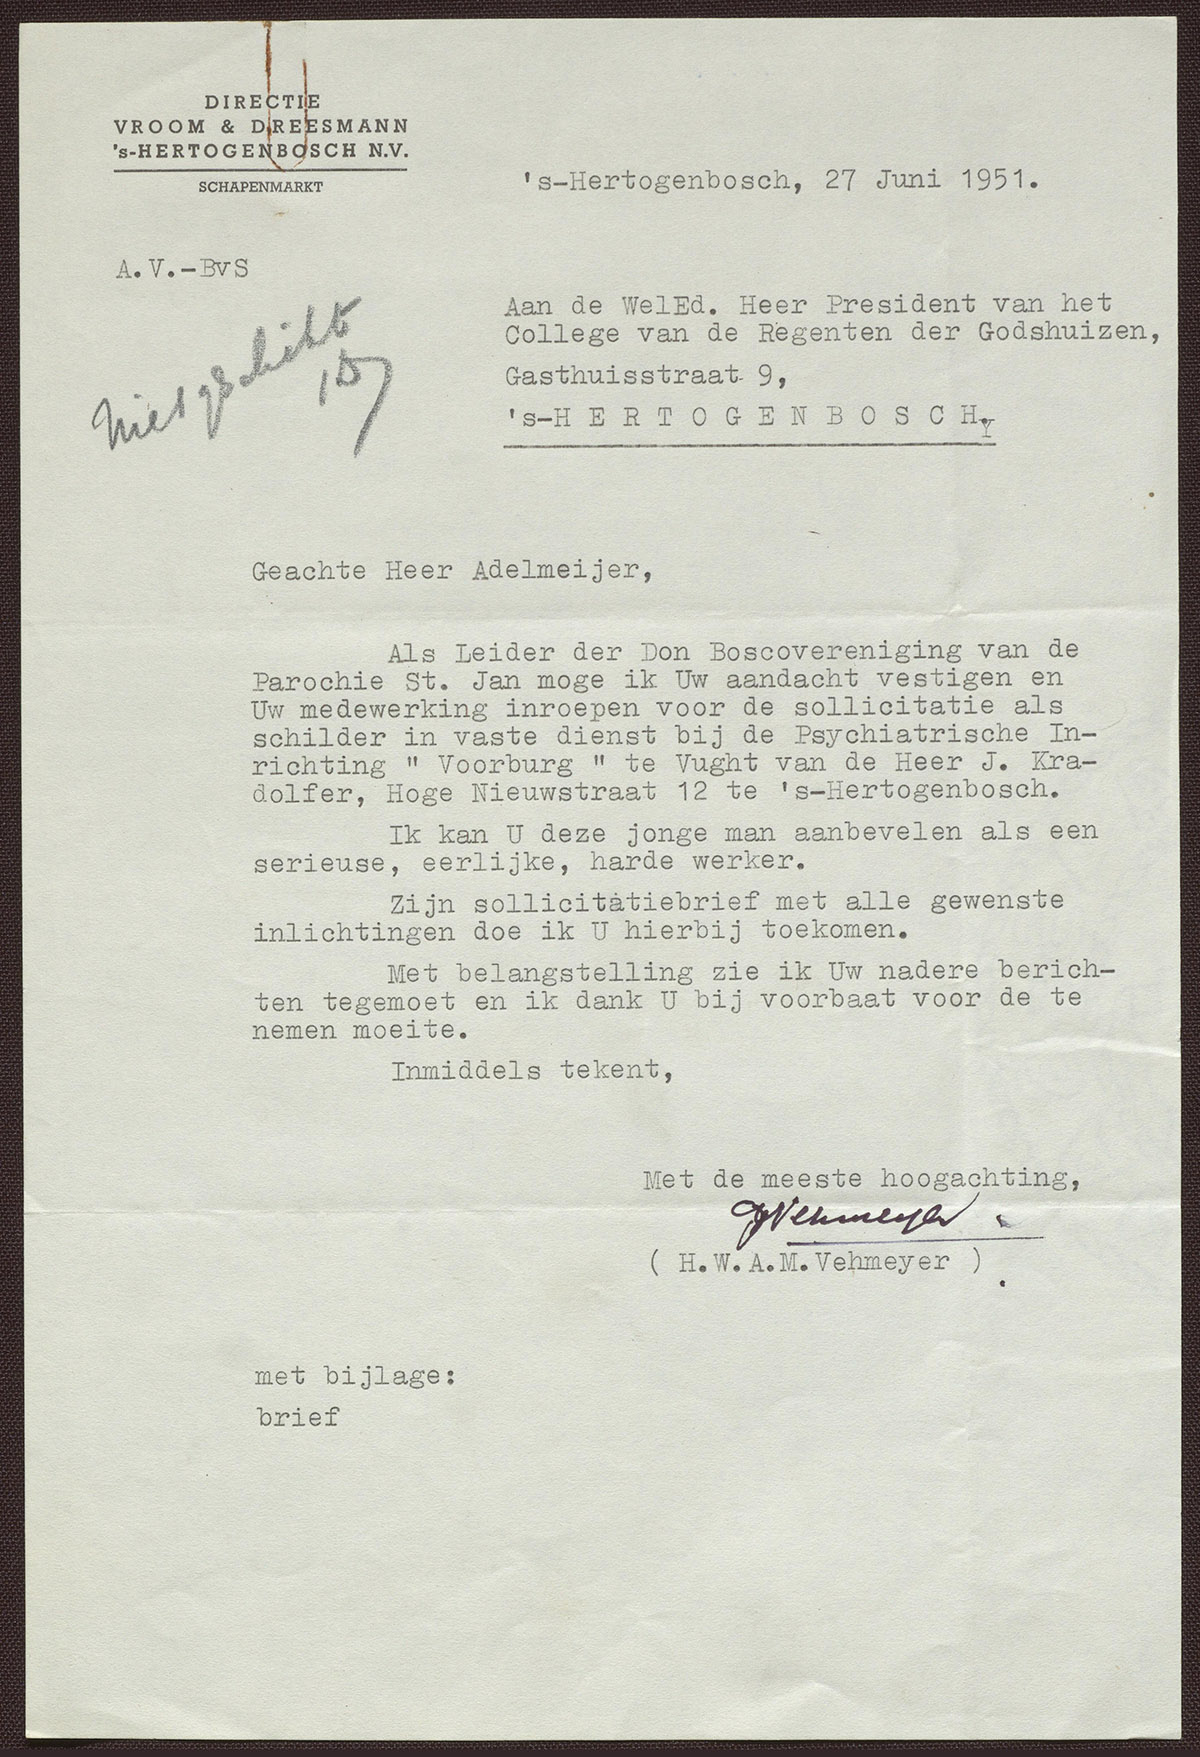 DIRECTIE
VROOM & DREESMANN
's-HERTOGENBOSCH N.V.
SCHAPENMARKT
's-Hertogenbosch, 27 Juni 1951.
A.V.-BvS
Aan de WelEd. Heer President van het
College van de Regenten der Godshuizen,
Gasthuisstraat 9,
's-H E R T O G E N B O S C H.
Niet geschikt
Geachte Heer Adelmeijer,
Als Leider der Don Boscovereniging van de
Parochie St. Jan moge ik Uw aandacht vestigen en
Uw medewerking inroepen voor de sollicitatie als
schilder in vaste dienst bij de Psychiatrische In-
richting " Voorburg " te Vught van de Heer J. Kra-
dolfer, Hoge Nieuwstraat 12 te 's-Hertogenbosch.
Ik kan U deze jonge man aanbevelen als een
serieuse, eerlijke, harde werker.
Zijn sollicitatiebrief met alle gewenste
inlichtingen doe ik U hierbij toekomen.
Met belangstelling zie ik Uw nadere berich-
ten tegemoet en ik dank U bij voorbaat voor de te
nemen moeite.
Inmiddels tekent,
Met de meeste hoogachting,
Vehmeyer
( H.W.A.M.Vehmeyer )
met bijlage:
brief